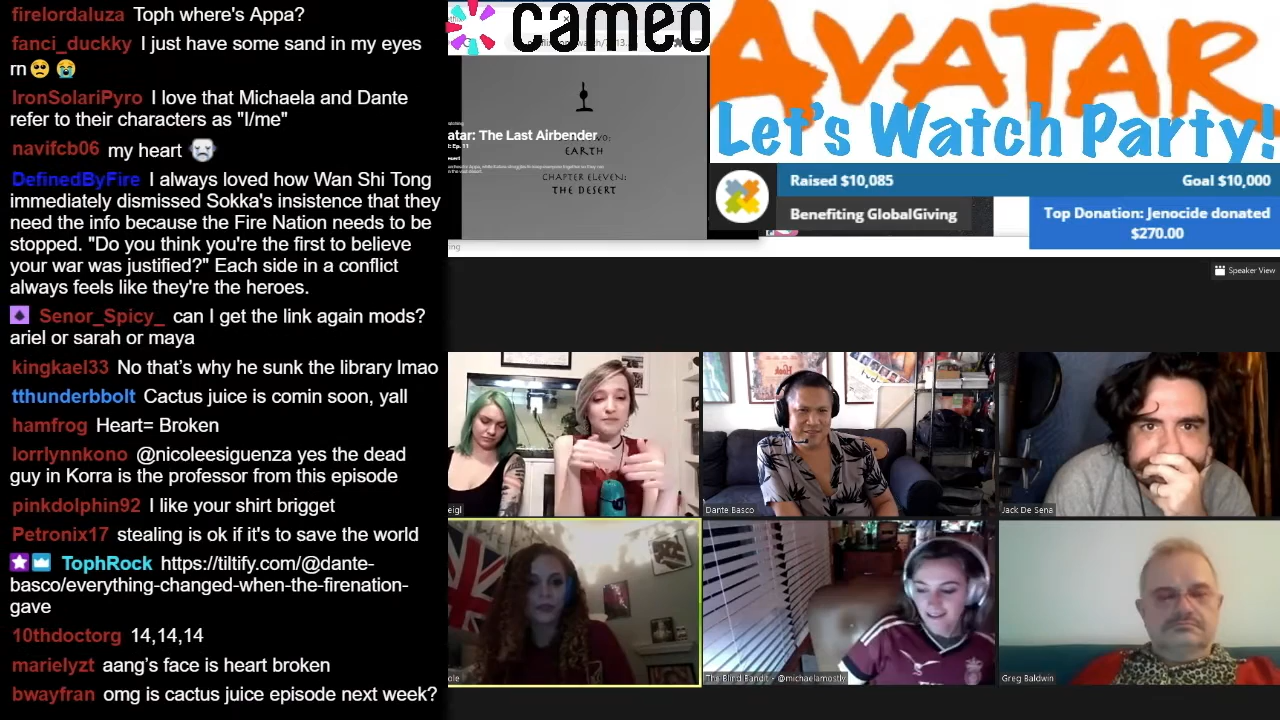 firelordaluza Toph where's Appa?
fanci_duckky I just have some sand in my eyes
rn🥺 😭
IronSolariPyro I love that Michaela and Dante
refer to their characters as "I/me"
navifcb06 my heart
DefinedByFire I always loved how Wan Shi Tong
immediately dismissed Sokka's insistence that they
need the info because the Fire Nation needs to be
stopped. "Do you think you're the first to believe
your war was justified?" Each side in a conflict
always feels like they're the heroes.
Senor_Spicy_ can I get the link again mods?
ariel or sarah or maya
kingkael33 No that's why he sunk the library lmao
tthunderbbolt Cactus juice is comin soon, yall
hamfrog Heart= Broken
lorrlynnkono @nicoleesiguenza yes the dead
guy in Korra is the professor from this episode
pinkdolphin92 I like your shirt brigget
Petronix17 stealing is ok if it's to save the world
TophRock https://tiltify.com/@dante-
basco/everything-changed-when-the-firenation-
gave
10thdoctorg 14,14,14
marielyzt aang's face is heart broken
bwayfran omg is cactus juice episode next week?
cameo
atar: The Last Airbender
EARTH
CHAPTER ELEVEN:
THE DESERT
AVATAR
Let's Watch Party!
Raised $10,085
Goal $10,000
Benefiting GlobalGiving
Top Donation: Jenocide donated
$270.00
Speaker View
eigl
Dante Basco
Jack De Sena
ole
The Blind Bandit - @michaelamostly
Greg Baldwin